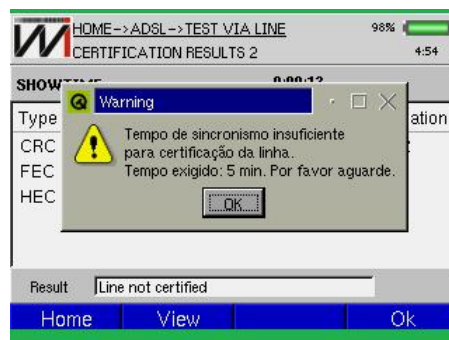 HOME->ADSL->TEST VIA LINE
98%
CERTIFICATION RESULTS 2
4:54
Warning
Type
ation
Tempo de sincronismo insuficiente
para certificação da linha.
Tempo exigido: 5 min. Por favor aguarde.
CRC
FEC
HEC
OK
Result
Line not certified
Home
View
Ok